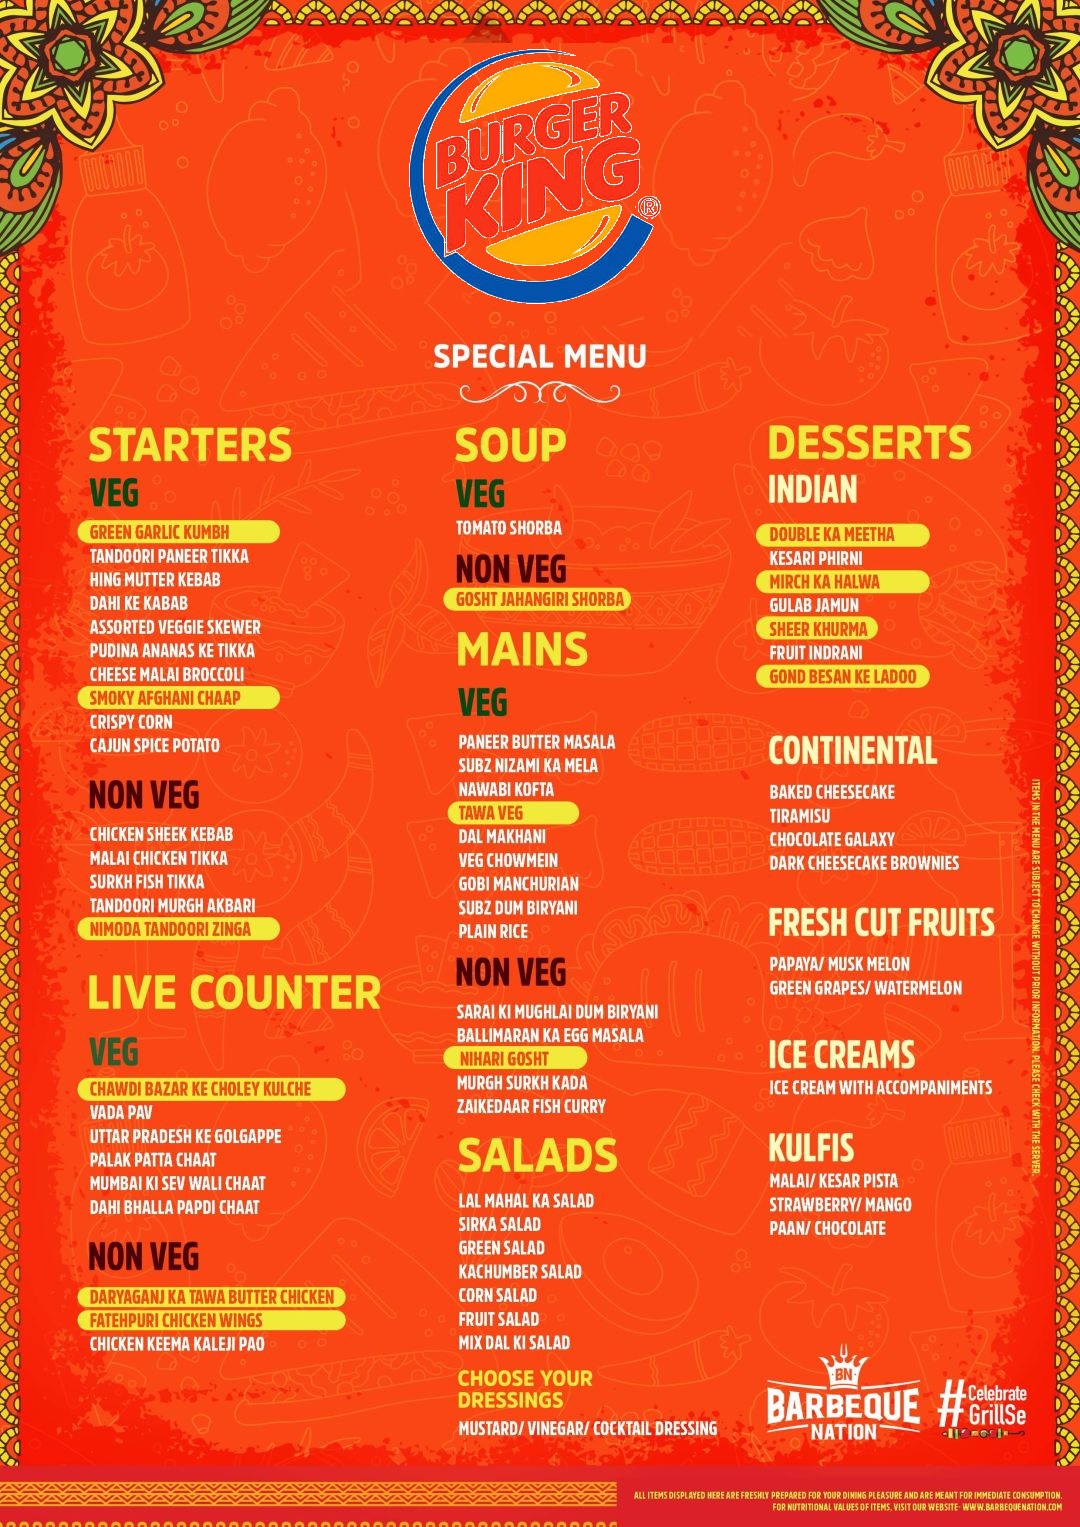 BURGER
KING
®
SPECIAL MENU
STARTERS
VEG
GREEN GARLIC KUMBH
TANDOORI PANEER TIKKA
HING MUTTER KEBAB
DAHI KE KABAB
ASSORTED VEGGIE SKEWER
PUDINA ANANAS KE TIKKA
CHEESE MALAI BROCCOLI
SMOKY AFGHANI CHAAP
CRISPY CORN
CAJUN SPICE POTATO
NON VEG
CHICKEN SHEEK KEBAB
MALAI CHICKEN TIKKA
SURKH FISH TIKKA
TANDOORI MURGH AKBARI
NIMODA TANDOORI ZINGA
LIVE COUNTER
VEG
CHAWDI BAZAR KE CHOLEY KULCHE
VADA PAV
UTTAR PRADESH KE GOLGAPPE
PALAK PATTA CHAAT
MUMBAI KI SEV WALI CHAAT
DAHI BHALLA PAPDI CHAAT
NON VEG
DARYAGANJ KA TAWA BUTTER CHICKEN
FATEHPURI CHICKEN WINGS
CHICKEN KEEMA KALEJI PAO
SOUP
VEG
TOMATO SHORBA
NON VEG
GOSHT JAHANGIRI SHORBA
MAINS
VEG
PANEER BUTTER MASALA
SUBZ NIZAMI KA MELA
NAWABI KOFTA
TAWA VEG
DAL MAKHANI
VEG CHOWMEIN
GOBI MANCHURIAN
SUBZ DUM BIRYANI
PLAIN RICE
NON VEG
SARAI KI MUGHLAI DUM BIRYANI
BALLIMARAN KA EGG MASALA
NIHARI GOSHT
MURGH SURKH KADA
ZAIKEDAAR FISH CURRY
SALADS
LAL MAHAL KA SALAD
SIRKA SALAD
GREEN SALAD
KACHUMBER SALAD
CORN SALAD
FRUIT SALAD
MIX DAL KI SALAD
CHOOSE YOUR
DRESSINGS
MUSTARD/ VINEGAR/ COCKTAIL DRESSING
DESSERTS
INDIAN
DOUBLE KA MEETHA
KESARI PHIRNI
MIRCH KA HALWA
GULAB JAMUN
SHEER KHURMA
FRUIT INDRANI
GOND BESAN KE LADOO
CONTINENTAL
BAKED CHEESECAKE
TIRAMISU
CHOCOLATE GALAXY
DARK CHEESECAKE BROWNIES
FRESH CUT FRUITS
PAPAYA/ MUSK MELON
GREEN GRAPES/ WATERMELON
ICE CREAMS
ICE CREAM WITH ACCOMPANIMENTS
KULFIS
MALAI/ KESAR PISTA
STRAWBERRY/ MANGO
PAAN/ CHOCOLATE
ITEMS IN THE MENU ARE SUBJECT TO CHANGE WITHOUT PRIOR INFORMATION. PLEASE CHECK WITH THE SERVER.
BN
BARBEQUE
NATION
#Celebrate
GrillSe
ALL ITEMS DISPLAYED HERE ARE FRESHLY PREPARED FOR YOUR DINING PLEASURE AND ARE MEANT FOR IMMEDIATE CONSUMPTION.
FOR NUTRITIONAL VALUES OF ITEMS, VISIT OUR WEBSITE- WWW.BARBEQUENATION.COM